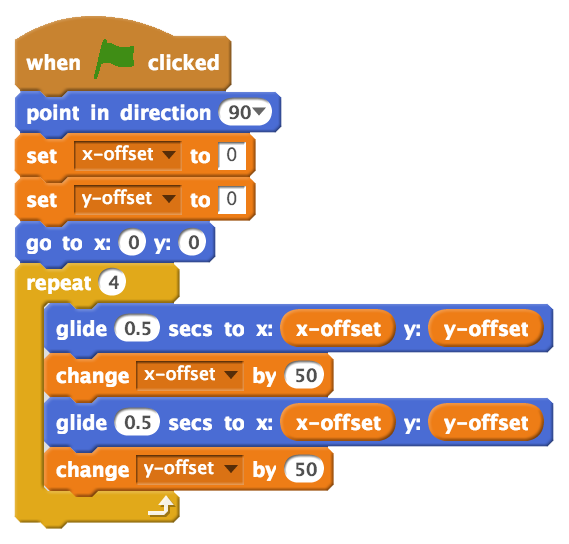 when clicked
point in direction 90
set x-offset to 0
set y-offset to 0
go to x: 0 y: 0
repeat 4
glide 0.5 secs to x: x-offset y: y-offset
change x-offset by 50
glide 0.5 secs to x: x-offset y: y-offset
change y-offset by 50